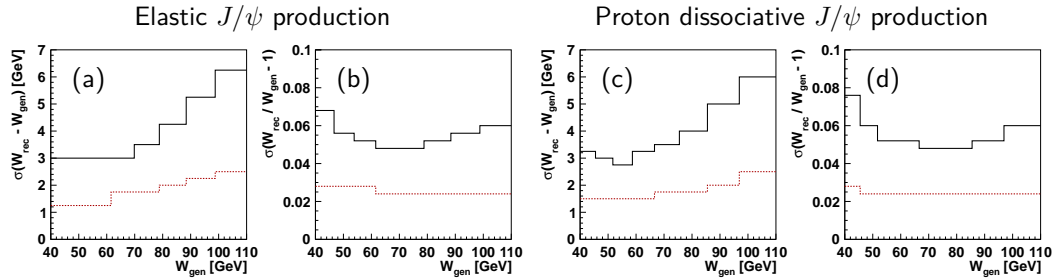 Elastic J/ψ production
Proton dissociative J/ψ production
(a)
σ(W_rec - W_gen) [GeV]
7
6
5
4
3
2
1
0
40 50 60 70 80 90 100 110
W_gen [GeV]
(b)
σ(W_rec / W_gen - 1)
0.1
0.08
0.06
0.04
0.02
0
40 50 60 70 80 90 100 110
W_gen [GeV]
(c)
σ(W_rec - W_gen) [GeV]
7
6
5
4
3
2
1
0
40 50 60 70 80 90 100 110
W_gen [GeV]
(d)
σ(W_rec / W_gen - 1)
0.1
0.08
0.06
0.04
0.02
0
40 50 60 70 80 90 100 110
W_gen [GeV]